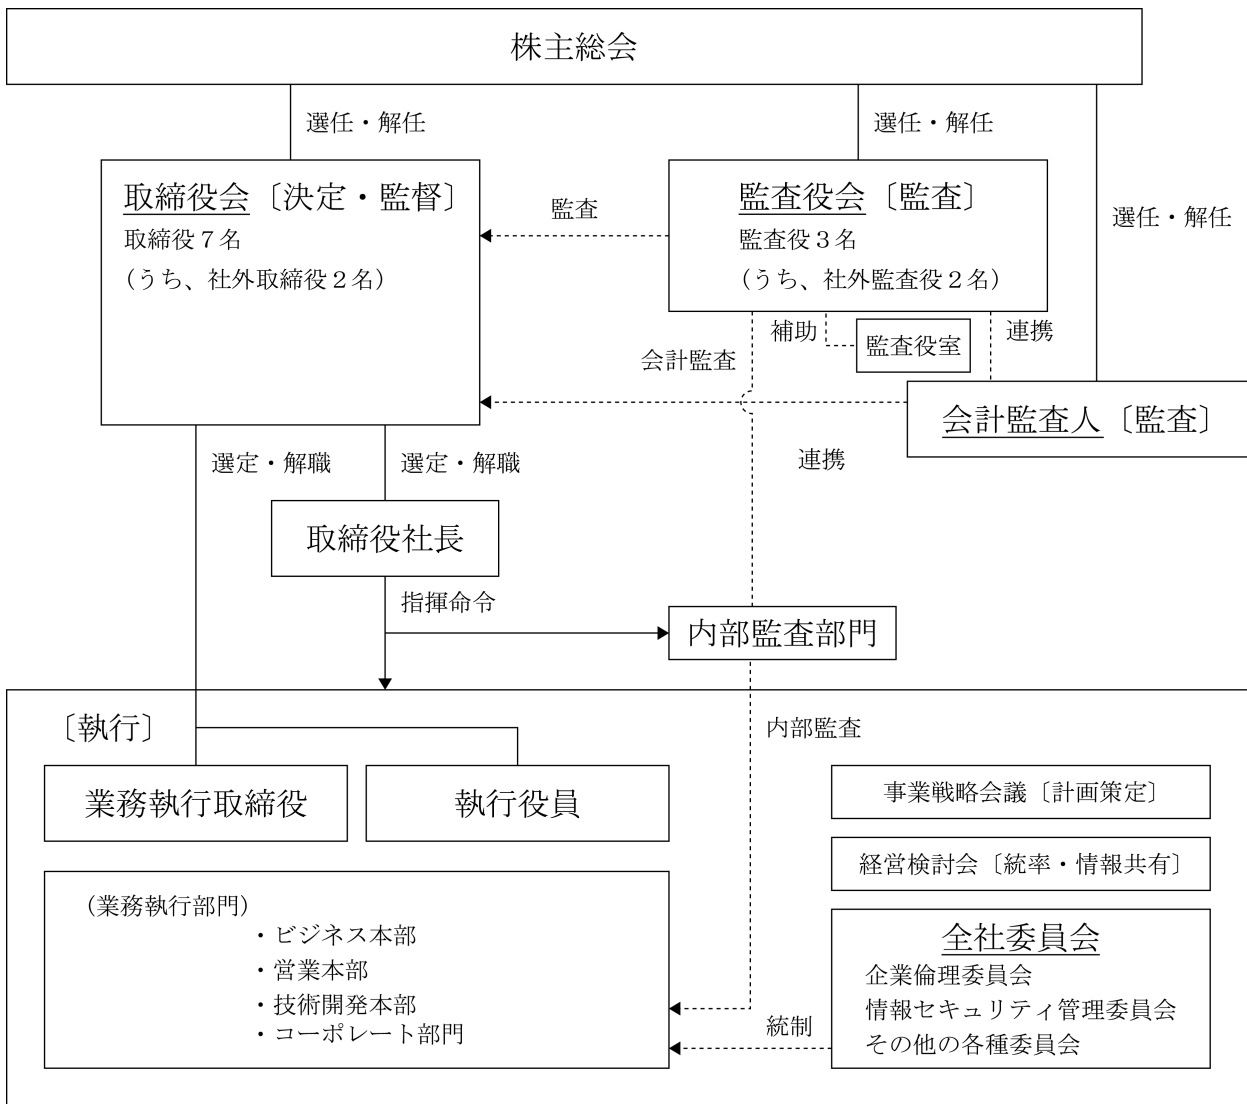 株主総会
選任・解任
選任・解任
選任・解任
取締役会〔決定・監督〕
取締役７名
（うち、社外取締役２名）
監査
監査役会〔監査〕
監査役３名
（うち、社外監査役２名）
補助
監査役室
連携
会計監査
会計監査人〔監査〕
連携
選定・解職
選定・解職
取締役社長
指揮命令
内部監査部門
〔執行〕
内部監査
業務執行取締役
執行役員
事業戦略会議〔計画策定〕
経営検討会〔統率・情報共有〕
（業務執行部門）
・ビジネス本部
・営業本部
・技術開発本部
・コーポレート部門
統制
全社委員会
企業倫理委員会
情報セキュリティ管理委員会
その他の各種委員会